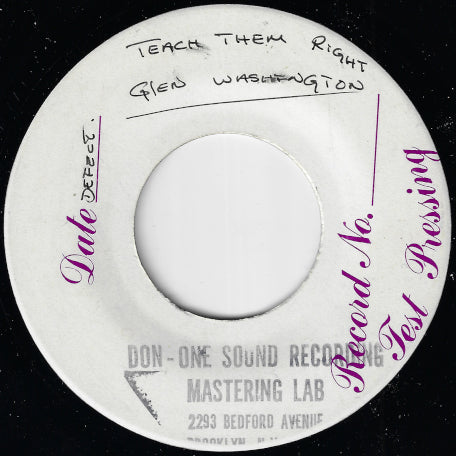 TEACH THEM RIGHT
GlEN WASHINGTON
Date DEFECT.
Record No.
Test Pressing
DON-ONE SOUND RECORDING
MASTERING LAB
2293 BEDFORD AVENUE
BROOKLYN, N.Y.